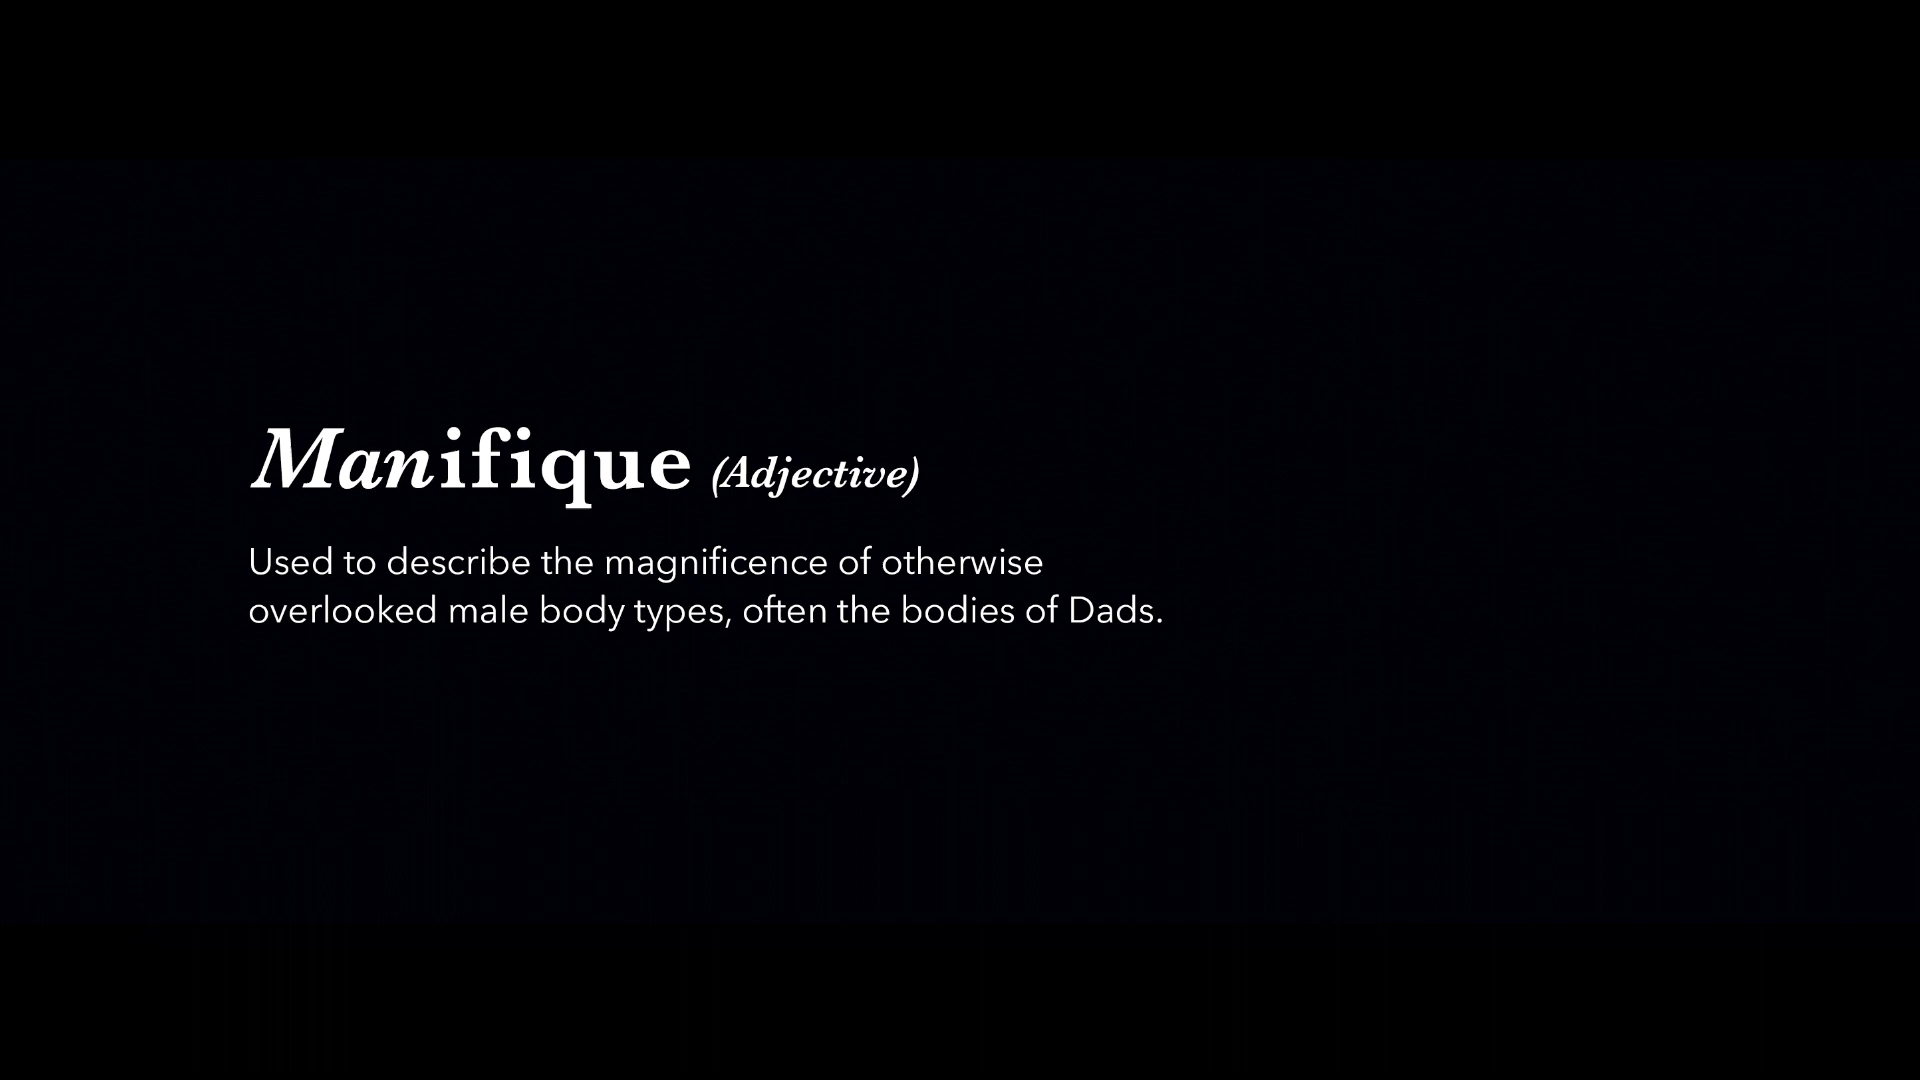 Manifique (Adjective)
Used to describe the magnificence of otherwise
overlooked male body types, often the bodies of Dads.